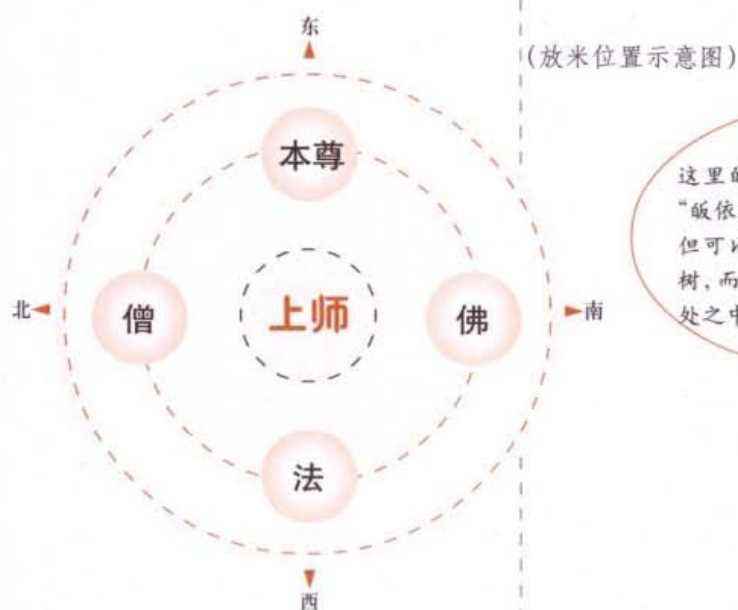 东
(放米位置示意图)
本尊
北
僧
上师
佛
南
法
西
这里的
“皈依
但可以
树,而
处之中